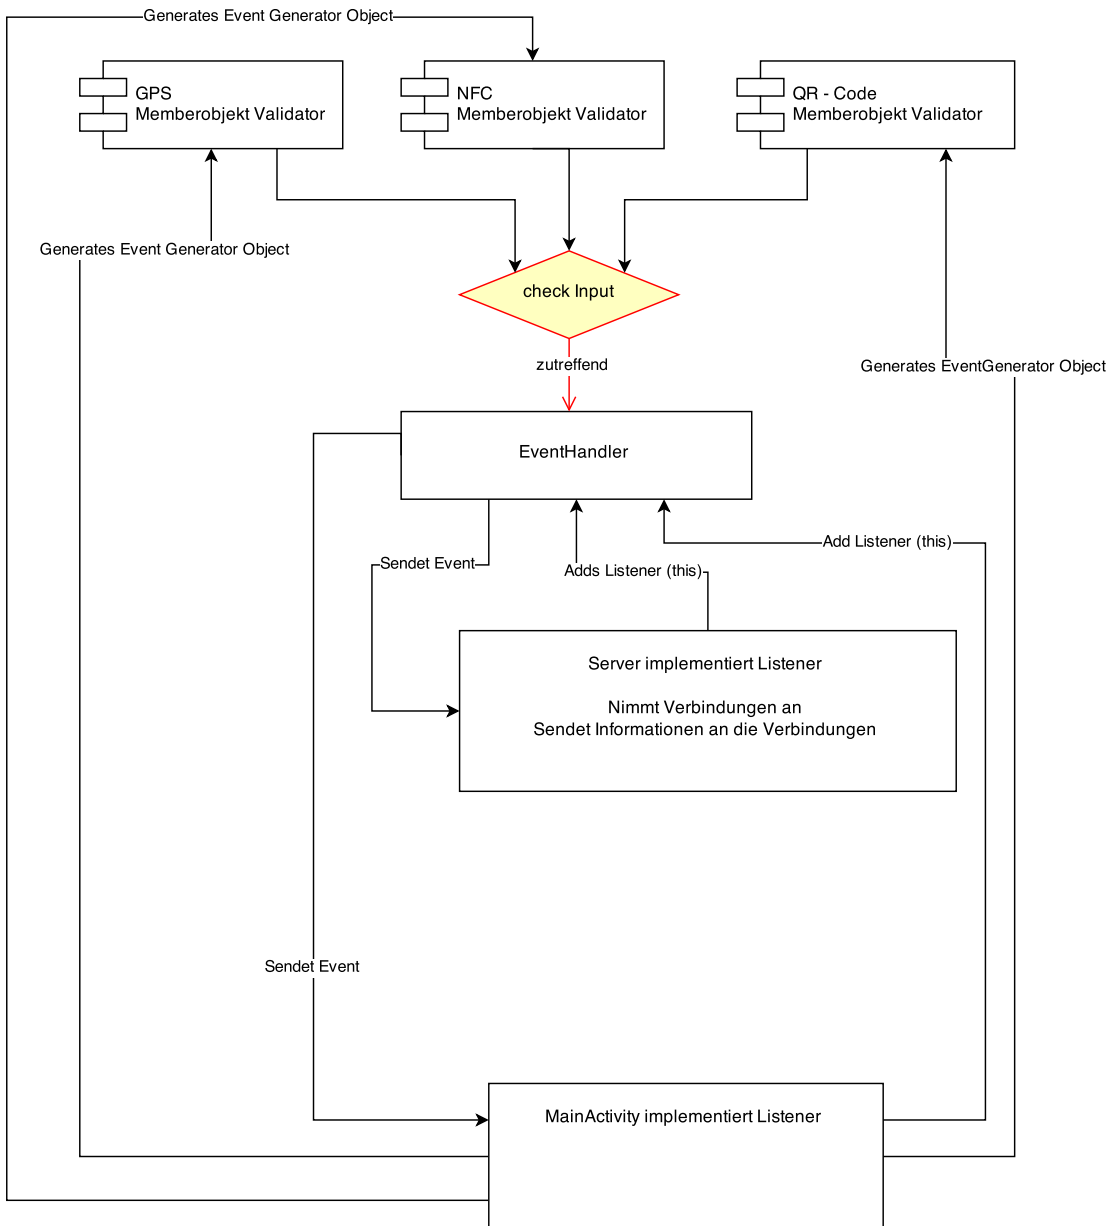 Generates Event Generator Object
GPS
Memberobjekt Validator
NFC
Memberobjekt Validator
QR - Code
Memberobjekt Validator
Generates Event Generator Object
check Input
zutreffend
Generates EventGenerator Object
EventHandler
Add Listener (this)
Sendet Event
Adds Listener (this)
Server implementiert Listener
Nimmt Verbindungen an
Sendet Informationen an die Verbindungen
Sendet Event
MainActivity implementiert Listener